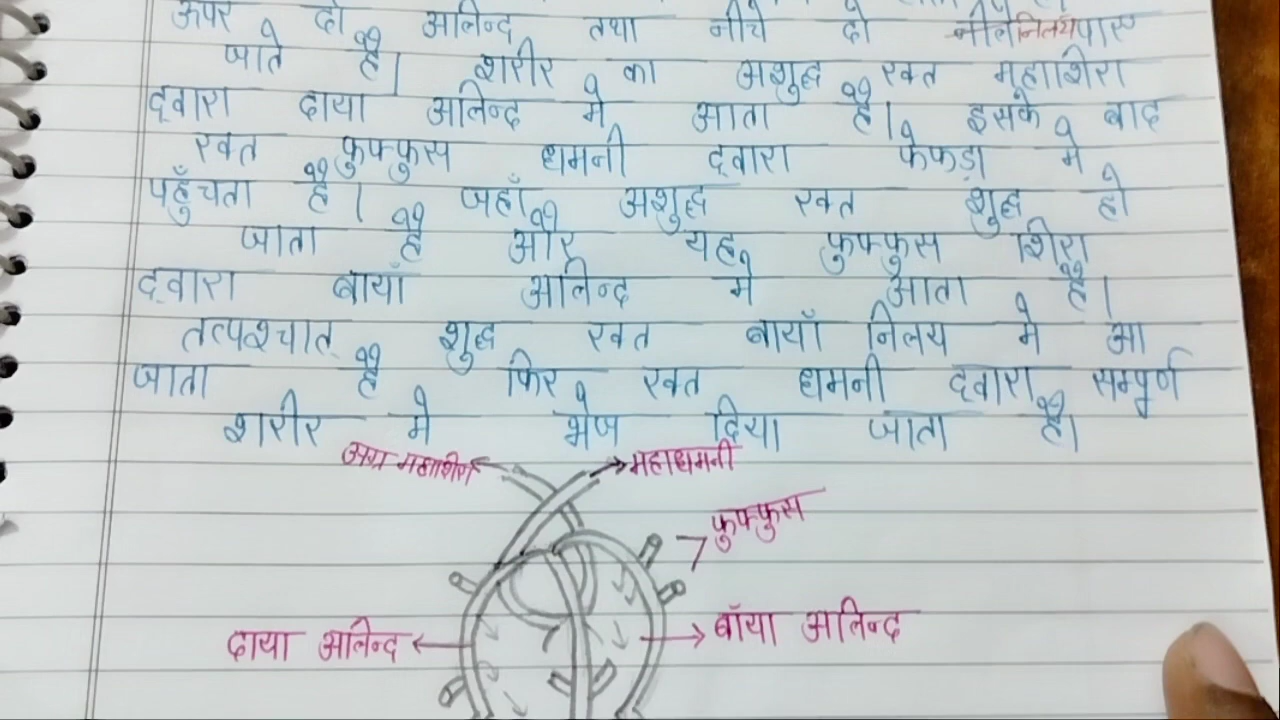 ऊपर दो अलिन्द तथा नीचे दो निलय पाए
जाते है। शरीर का अशुद्ध रक्त महाशिरा
द्वारा दाया अलिन्द मे आता है। इसके बाद
रक्त फुफ्फुस धमनी द्वारा फेफड़ा मे
पहुँचता है। जहाँ अशुद्ध रक्त शुद्ध हो
जाता है और यह फुफ्फुस शिरा
द्वारा बायाँ अलिन्द मे आता है।
तत्पश्चात् शुद्ध रक्त बायाँ निलय मे आ
जाता है फिर रक्त धमनी द्वारा सम्पूर्ण
शरीर मे भेज दिया जाता है।
अग्र महाशिरा
महाधमनी
फुफ्फुस
दाया अलिन्द
बाँया अलिन्द